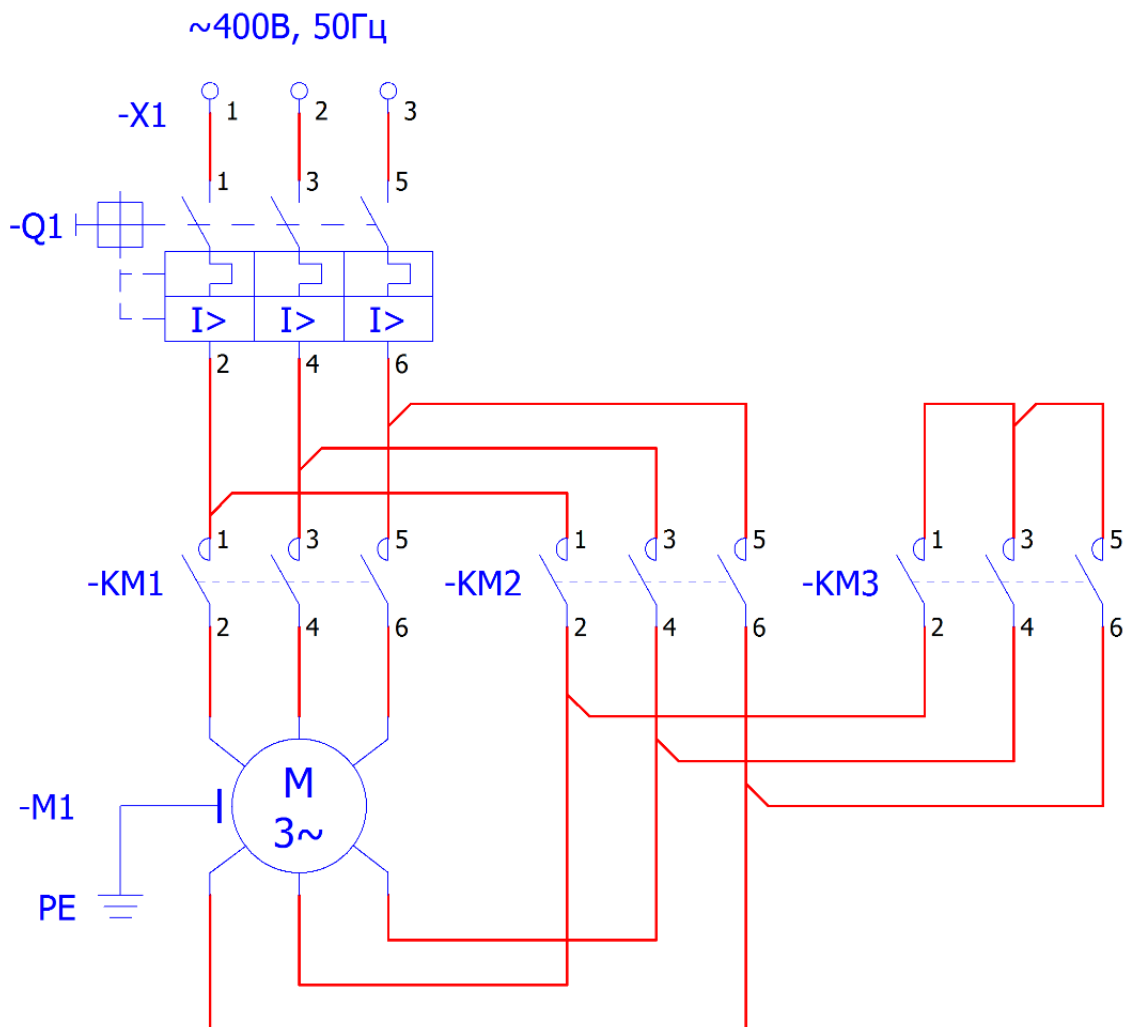 ~400В, 50Гц
-X1
1 2 3
1 3 5
-Q1
I> I> I>
2 4 6
1 3 5 1 3 5 1 3 5
-KM1 -KM2 -KM3
2 4 6 2 4 6 2 4 6
-M1
M
3~
PE